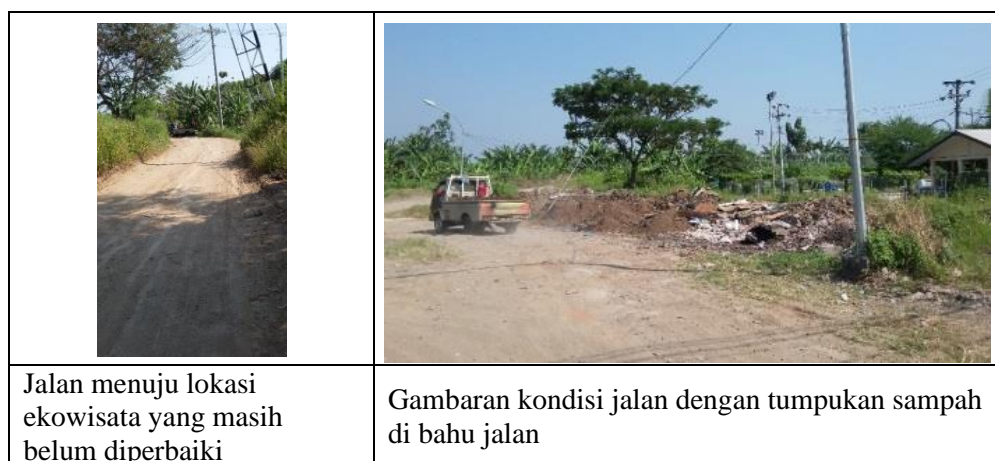 Jalan menuju lokasi
ekowisata yang masih
belum diperbaiki
Gambaran kondisi jalan dengan tumpukan sampah
di bahu jalan